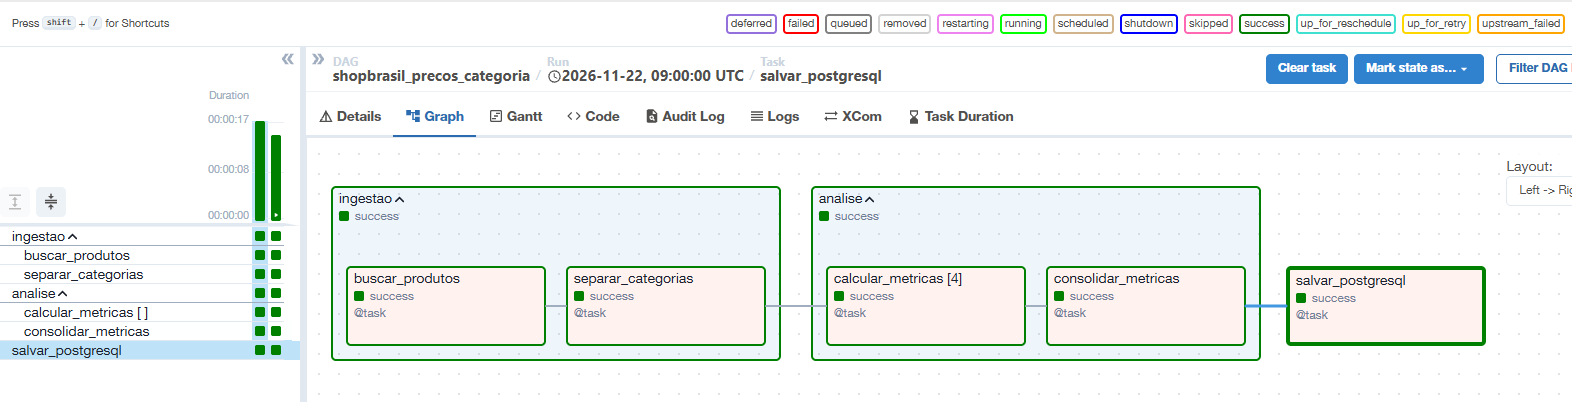 Press shift + / for Shortcuts
deferred failed queued removed restarting running scheduled shutdown skipped success up_for_reschedule up_for_retry upstream_failed
DAG Run Task
shopbrasil_precos_categoria / 2026-11-22, 09:00:00 UTC / salvar_postgresql
Clear task Mark state as... Filter DAG
Details Graph Gantt Code Audit Log Logs XCom Task Duration
Duration
00:00:17
00:00:08
00:00:00
ingestao
buscar_produtos
separar_categorias
analise
calcular_metricas [ ]
consolidar_metricas
salvar_postgresql
ingestao
success
buscar_produtos
success
@task
separar_categorias
success
@task
analise
success
calcular_metricas [4]
success
@task
consolidar_metricas
success
@task
salvar_postgresql
success
@task
Layout:
Left -> Rig